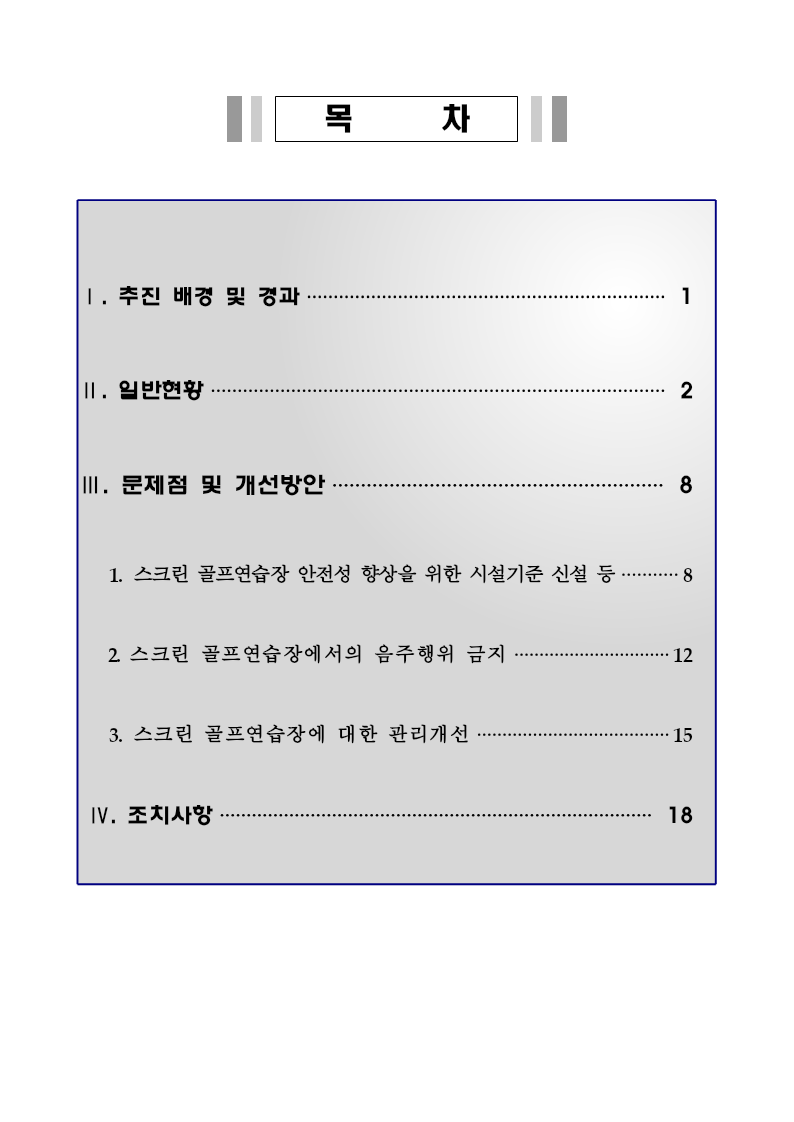 목 차
Ⅰ. 추진 배경 및 경과 ································································ 1
Ⅱ. 일반현황 ···················································································· 2
Ⅲ. 문제점 및 개선방안 ···························································· 8
1. 스크린 골프연습장 안전성 향상을 위한 시설기준 신설 등 ··········· 8
2. 스크린 골프연습장에서의 음주행위 금지 ······························· 12
3. 스크린 골프연습장에 대한 관리개선 ······································ 15
Ⅳ. 조치사항 ················································································ 18